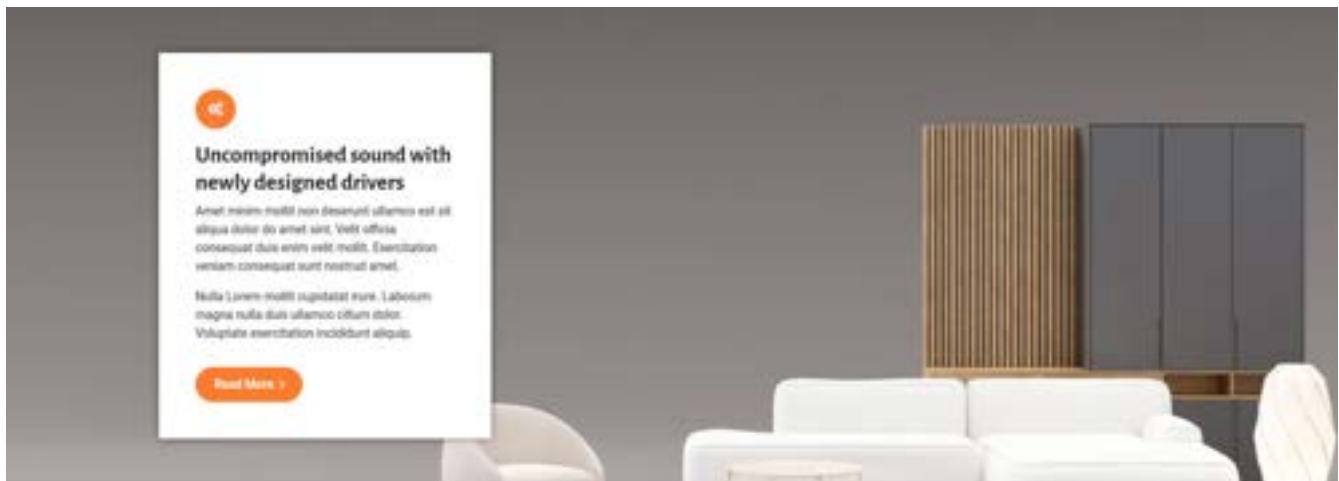 Uncompromised sound with
newly designed drivers
Amet minim mollit non deserunt ullamco est sit
aliqua dolor do amet sint. Velit officia
consequat duis enim velit mollit. Exercitation
veniam consequat sunt nostrud amet.
Nulla Lorem mollit cupidatat irure. Laborum
magna nulla duis ullamco cillum dolor.
Voluptate exercitation incididunt aliquip.
Read More